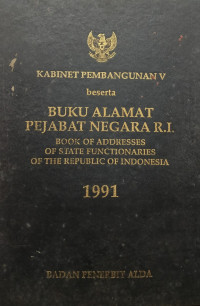 KABINET PEMBANGUNAN V
beserta
BUKU ALAMAT
PEJABAT NEGARA R.I.
BOOK OF ADDRESSES
OF STATE FUNCTIONARIES
OF THE REPUBLIC OF INDONESIA
1991
BADAN PENERBIT ALDA